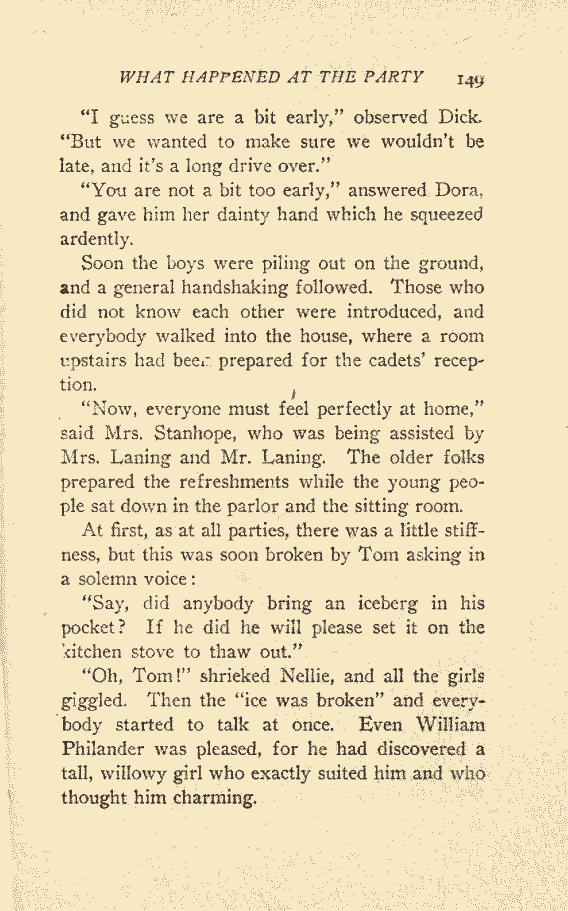 WHAT HAPPENED AT THE PARTY 149
"I guess we are a bit early," observed Dick.
"But we wanted to make sure we wouldn't be
late, and it's a long drive over."
"You are not a bit too early," answered Dora,
and gave him her dainty hand which he squeezed
ardently.
Soon the boys were piling out on the ground,
and a general handshaking followed. Those who
did not know each other were introduced, and
everybody walked into the house, where a room
upstairs had been prepared for the cadets' recep-
tion.
"Now, everyone must feel perfectly at home,"
said Mrs. Stanhope, who was being assisted by
Mrs. Laning and Mr. Laning. The older folks
prepared the refreshments while the young peo-
ple sat down in the parlor and the sitting room.
At first, as at all parties, there was a little stiff-
ness, but this was soon broken by Tom asking in
a solemn voice:
"Say, did anybody bring an iceberg in his
pocket? If he did he will please set it on the
kitchen stove to thaw out."
"Oh, Tom!" shrieked Nellie, and all the girls
giggled. Then the "ice was broken" and every-
body started to talk at once. Even William
Philander was pleased, for he had discovered a
tall, willowy girl who exactly suited him and who
thought him charming.